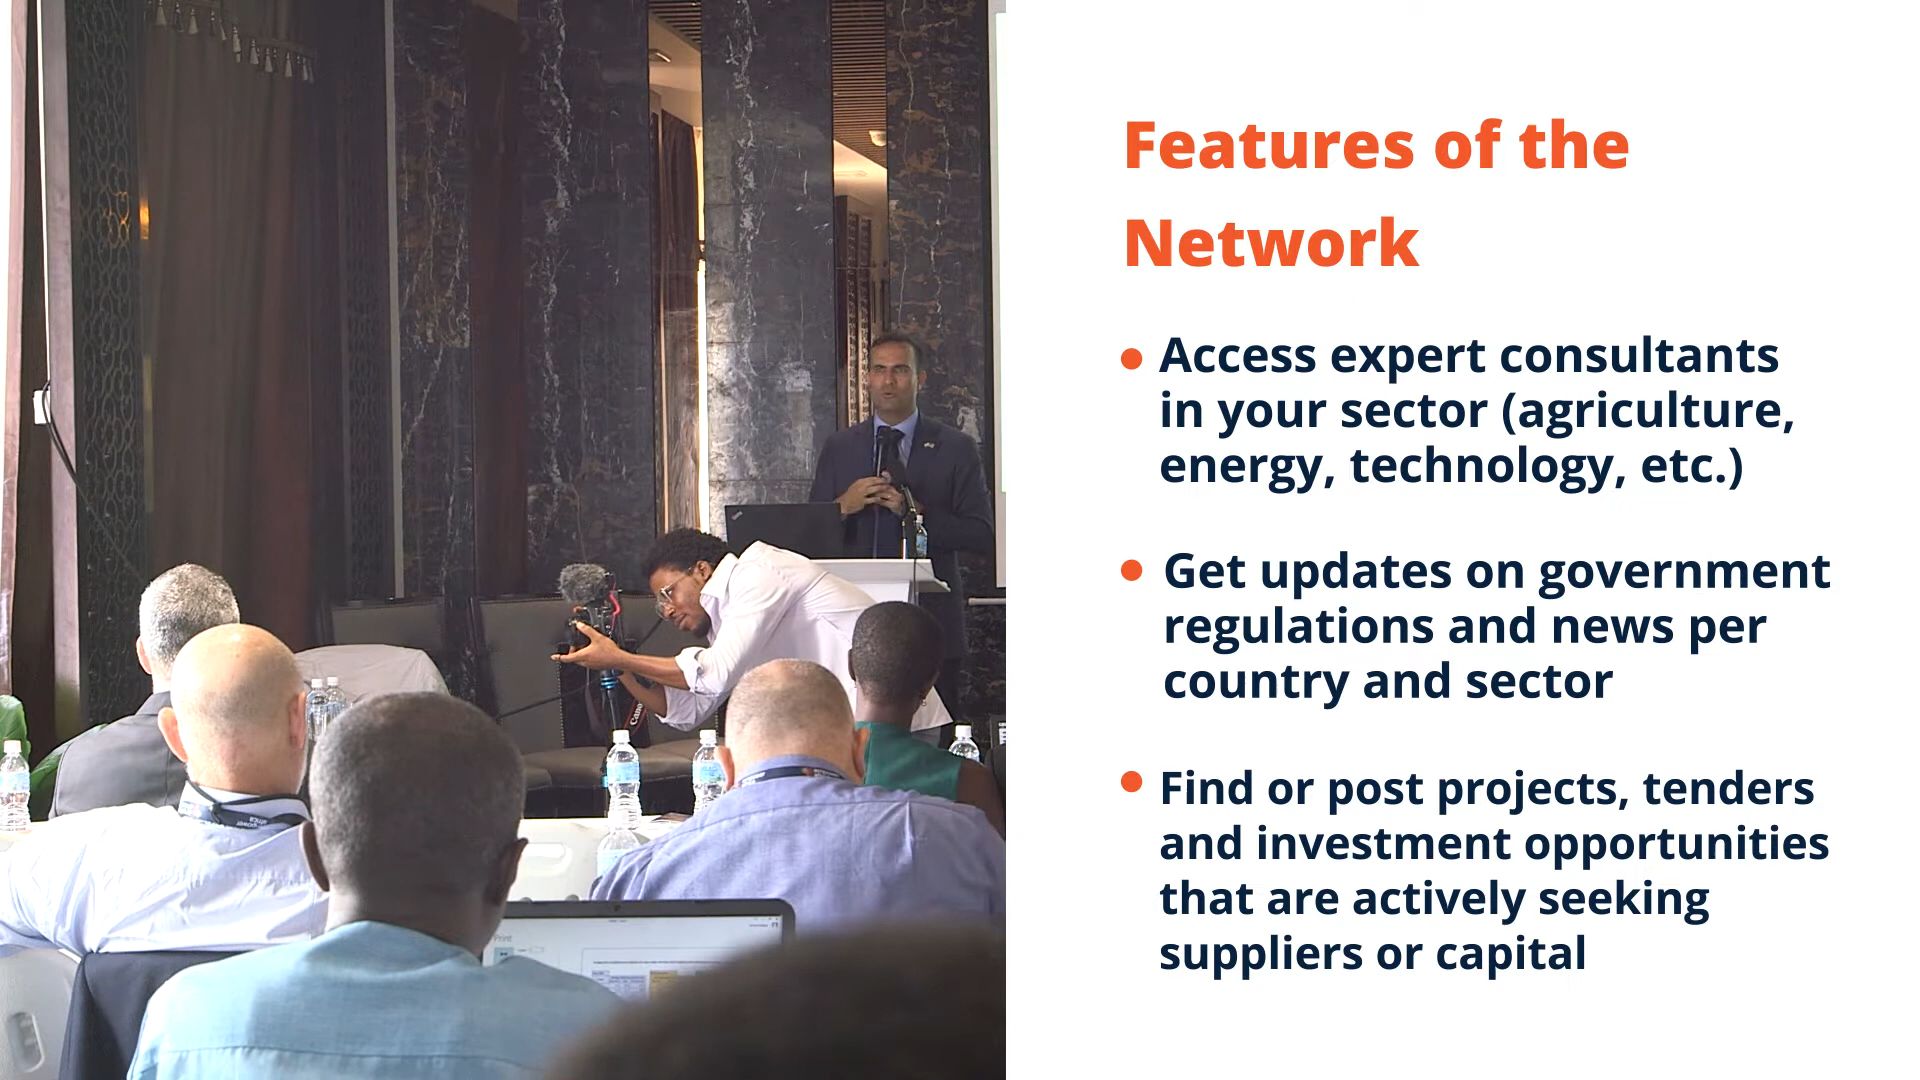 Features of the
Network
Access expert consultants
in your sector (agriculture,
energy, technology, etc.)
Get updates on government
regulations and news per
country and sector
Find or post projects, tenders
and investment opportunities
that are actively seeking
suppliers or capital
Canon
Print